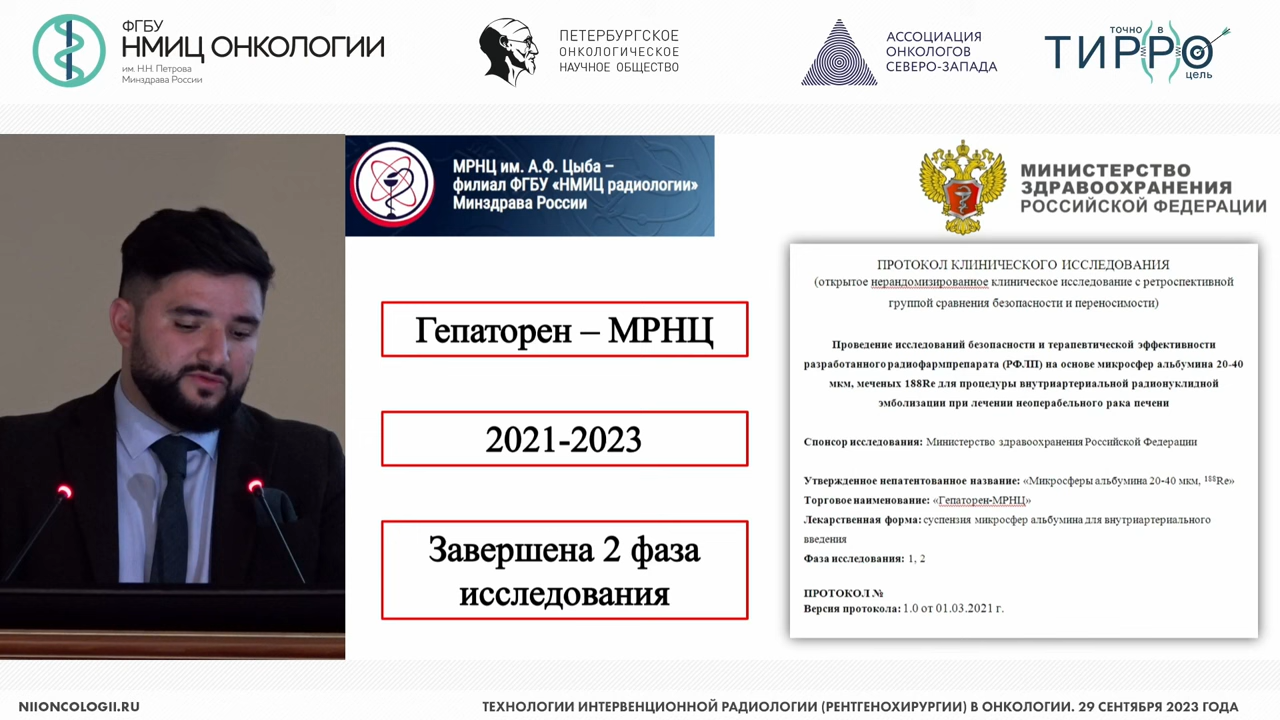 ФГБУ
НМИЦ ОНКОЛОГИИ
им. Н.Н. Петрова
Минздрава России
ПЕТЕРБУРГСКОЕ
ОНКОЛОГИЧЕСКОЕ
НАУЧНОЕ ОБЩЕСТВО
АССОЦИАЦИЯ
ОНКОЛОГОВ
СЕВЕРО-ЗАПАДА
точно в
ТИРРО
цель
МРНЦ им. А.Ф. Цыба –
филиал ФГБУ «НМИЦ радиологии»
Минздрава России
МИНИСТЕРСТВО
ЗДРАВООХРАНЕНИЯ
РОССИЙСКОЙ ФЕДЕРАЦИИ
Гепаторен – МРНЦ
2021-2023
Завершена 2 фаза
исследования
ПРОТОКОЛ КЛИНИЧЕСКОГО ИССЛЕДОВАНИЯ
(открытое нерандомизированное клиническое исследование с ретроспективной
группой сравнения безопасности и переносимости)
Проведение исследований безопасности и терапевтической эффективности
разработанного радиофармпрепарата (РФЛП) на основе микросфер альбумина 20-40
мкм, меченых 188Re для процедуры внутриартериальной радионуклидной
эмболизации при лечении неоперабельного рака печени
Спонсор исследования: Министерство здравоохранения Российской Федерации
Утвержденное непатентованное название: «Микросферы альбумина 20-40 мкм, ¹⁸⁸Re»
Торговое наименование: «Гепаторен-МРНЦ»
Лекарственная форма: суспензия микросфер альбумина для внутриартериального
введения
Фаза исследования: 1, 2
ПРОТОКОЛ №
Версия протокола: 1.0 от 01.03.2021 г.
NIIONCOLOGII.RU
ТЕХНОЛОГИИ ИНТЕРВЕНЦИОННОЙ РАДИОЛОГИИ (РЕНТГЕНОХИРУРГИИ) В ОНКОЛОГИИ. 29 СЕНТЯБРЯ 2023 ГОДА